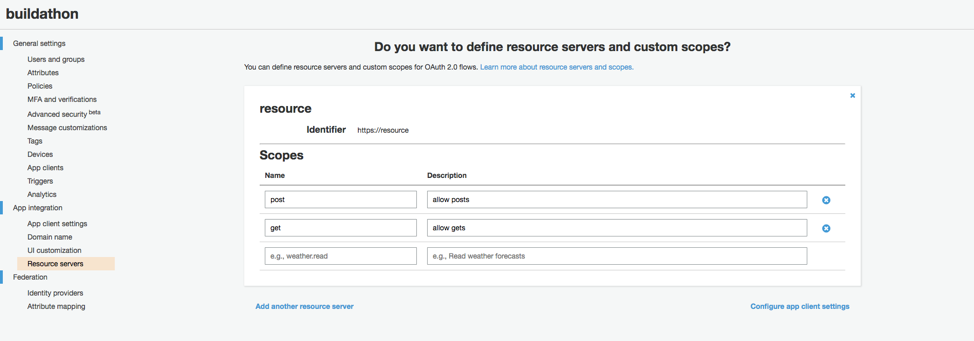 buildathon
General settings
Users and groups
Attributes
Policies
MFA and verifications
Advanced security beta
Message customizations
Tags
Devices
App clients
Triggers
Analytics
App integration
App client settings
Domain name
UI customization
Resource servers
Federation
Identity providers
Attribute mapping
Do you want to define resource servers and custom scopes?
You can define resource servers and custom scopes for OAuth 2.0 flows. Learn more about resource servers and scopes.
resource
Identifier https://resource
Scopes
Name Description
post allow posts
get allow gets
e.g., weather.read e.g., Read weather forecasts
Add another resource server Configure app client settings